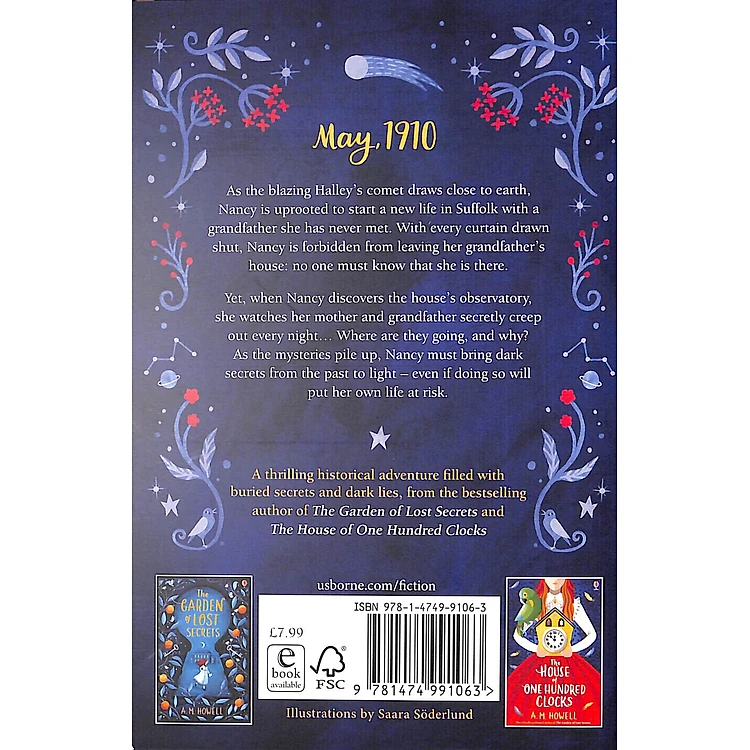 May, 1910
As the blazing Halley's comet draws close to earth,
Nancy is uprooted to start a new life in Suffolk with a
grandfather she has never met. With every curtain drawn
shut, Nancy is forbidden from leaving her grandfather's
house: no one must know that she is there.
Yet, when Nancy discovers the house's observatory,
she watches her mother and grandfather secretly creep
out every night... Where are they going, and why?
As the mysteries pile up, Nancy must bring dark
secrets from the past to light – even if doing so will
put her own life at risk.
A thrilling historical adventure filled with
buried secrets and dark lies, from the bestselling
author of The Garden of Lost Secrets and
The House of One Hundred Clocks
The
GARDEN
of LOST
SECRETS
A. M. HOWELL
usborne.com/fiction
£7.99
e
book
available
FSC
ISBN 978-1-4749-9106-3
9 781474 991063 >
Illustrations by Saara Söderlund
The
HOUSE
of
ONE HUNDRED
CLOCKS
A. M. HOWELL